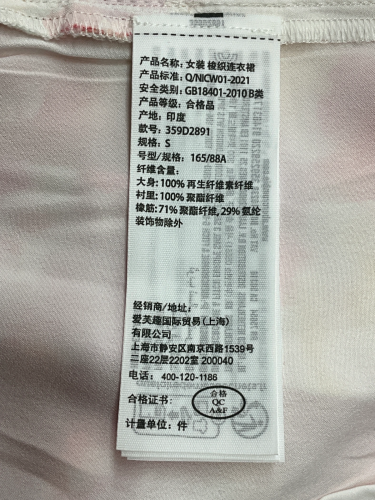 产品名称: 女装 梭织连衣裙
产品标准: Q/NICW01-2021
安全类别: GB18401-2010 B类
产品等级: 合格品
产地: 印度
款号: 359D2891
规格: S
号型/规格: 165/88A
纤维含量:
大身: 100% 再生纤维素纤维
衬里: 100% 聚酯纤维
橡筋: 71% 聚酯纤维, 29% 氨纶
装饰物除外
经销商/地址:
爱芙趣国际贸易(上海)
有限公司
上海市静安区南京西路1539号
二座22层2202室 200040
电话: 400-120-1186
合格证书: 合格
QC
A&F
计量单位: 件